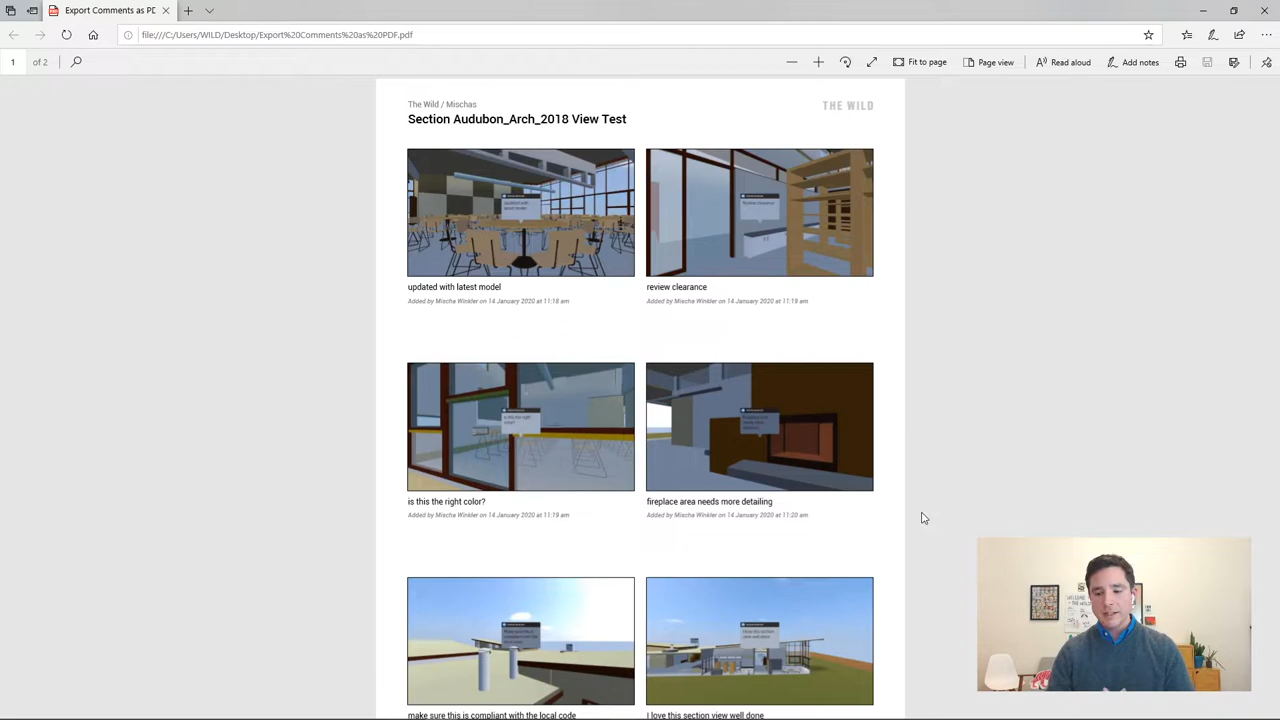 Export Comments as PD
file:///C:/Users/WILD/Desktop/Export%20Comments%20as%20PDF.pdf
1 of 2
Fit to page
Page view
Read aloud
Add notes
The Wild / Mischas
THE WILD
Section Audubon_Arch_2018 View Test
updated with latest model
Added by Mischa Winkler on 14 January 2020 at 11:18 am
review clearance
Added by Mischa Winkler on 14 January 2020 at 11:19 am
is this the right color?
Added by Mischa Winkler on 14 January 2020 at 11:19 am
fireplace area needs more detailing
Added by Mischa Winkler on 14 January 2020 at 11:20 am
make sure this is compliant with the local code
I love this section view well done